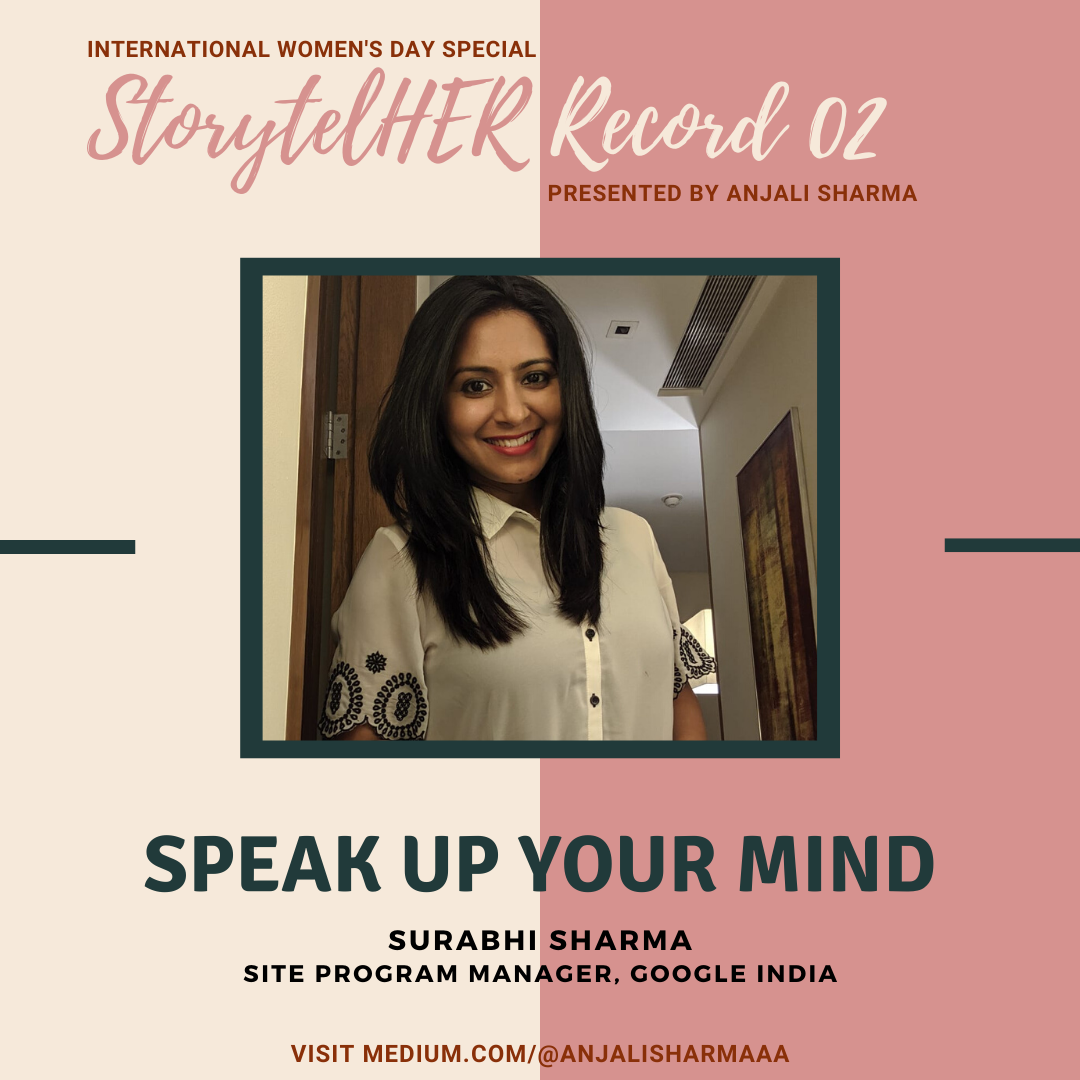 INTERNATIONAL WOMEN'S DAY SPECIAL
StorytelHER Record 02
PRESENTED BY ANJALI SHARMA
SPEAK UP YOUR MIND
SURABHI SHARMA
SITE PROGRAM MANAGER, GOOGLE INDIA
VISIT MEDIUM.COM/@ANJALISHARMAAA